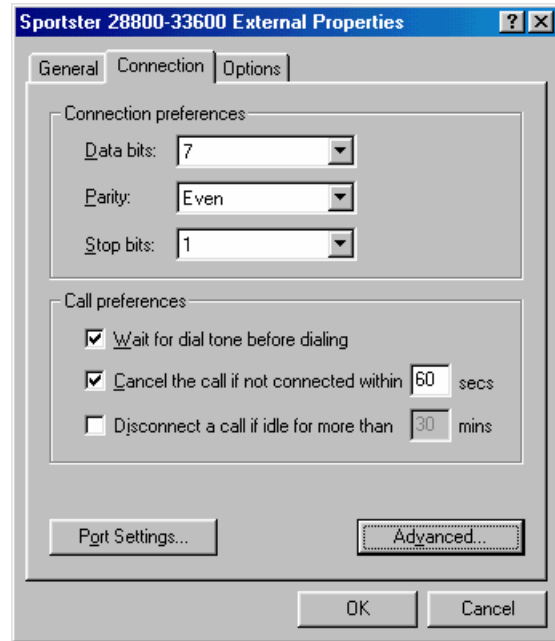 Sportster 28800-33600 External Properties
General Connection Options
Connection preferences
Data bits: 7
Parity: Even
Stop bits: 1
Call preferences
Wait for dial tone before dialing
Cancel the call if not connected within 60 secs
Disconnect a call if idle for more than 30 mins
Port Settings... Advanced...
OK Cancel